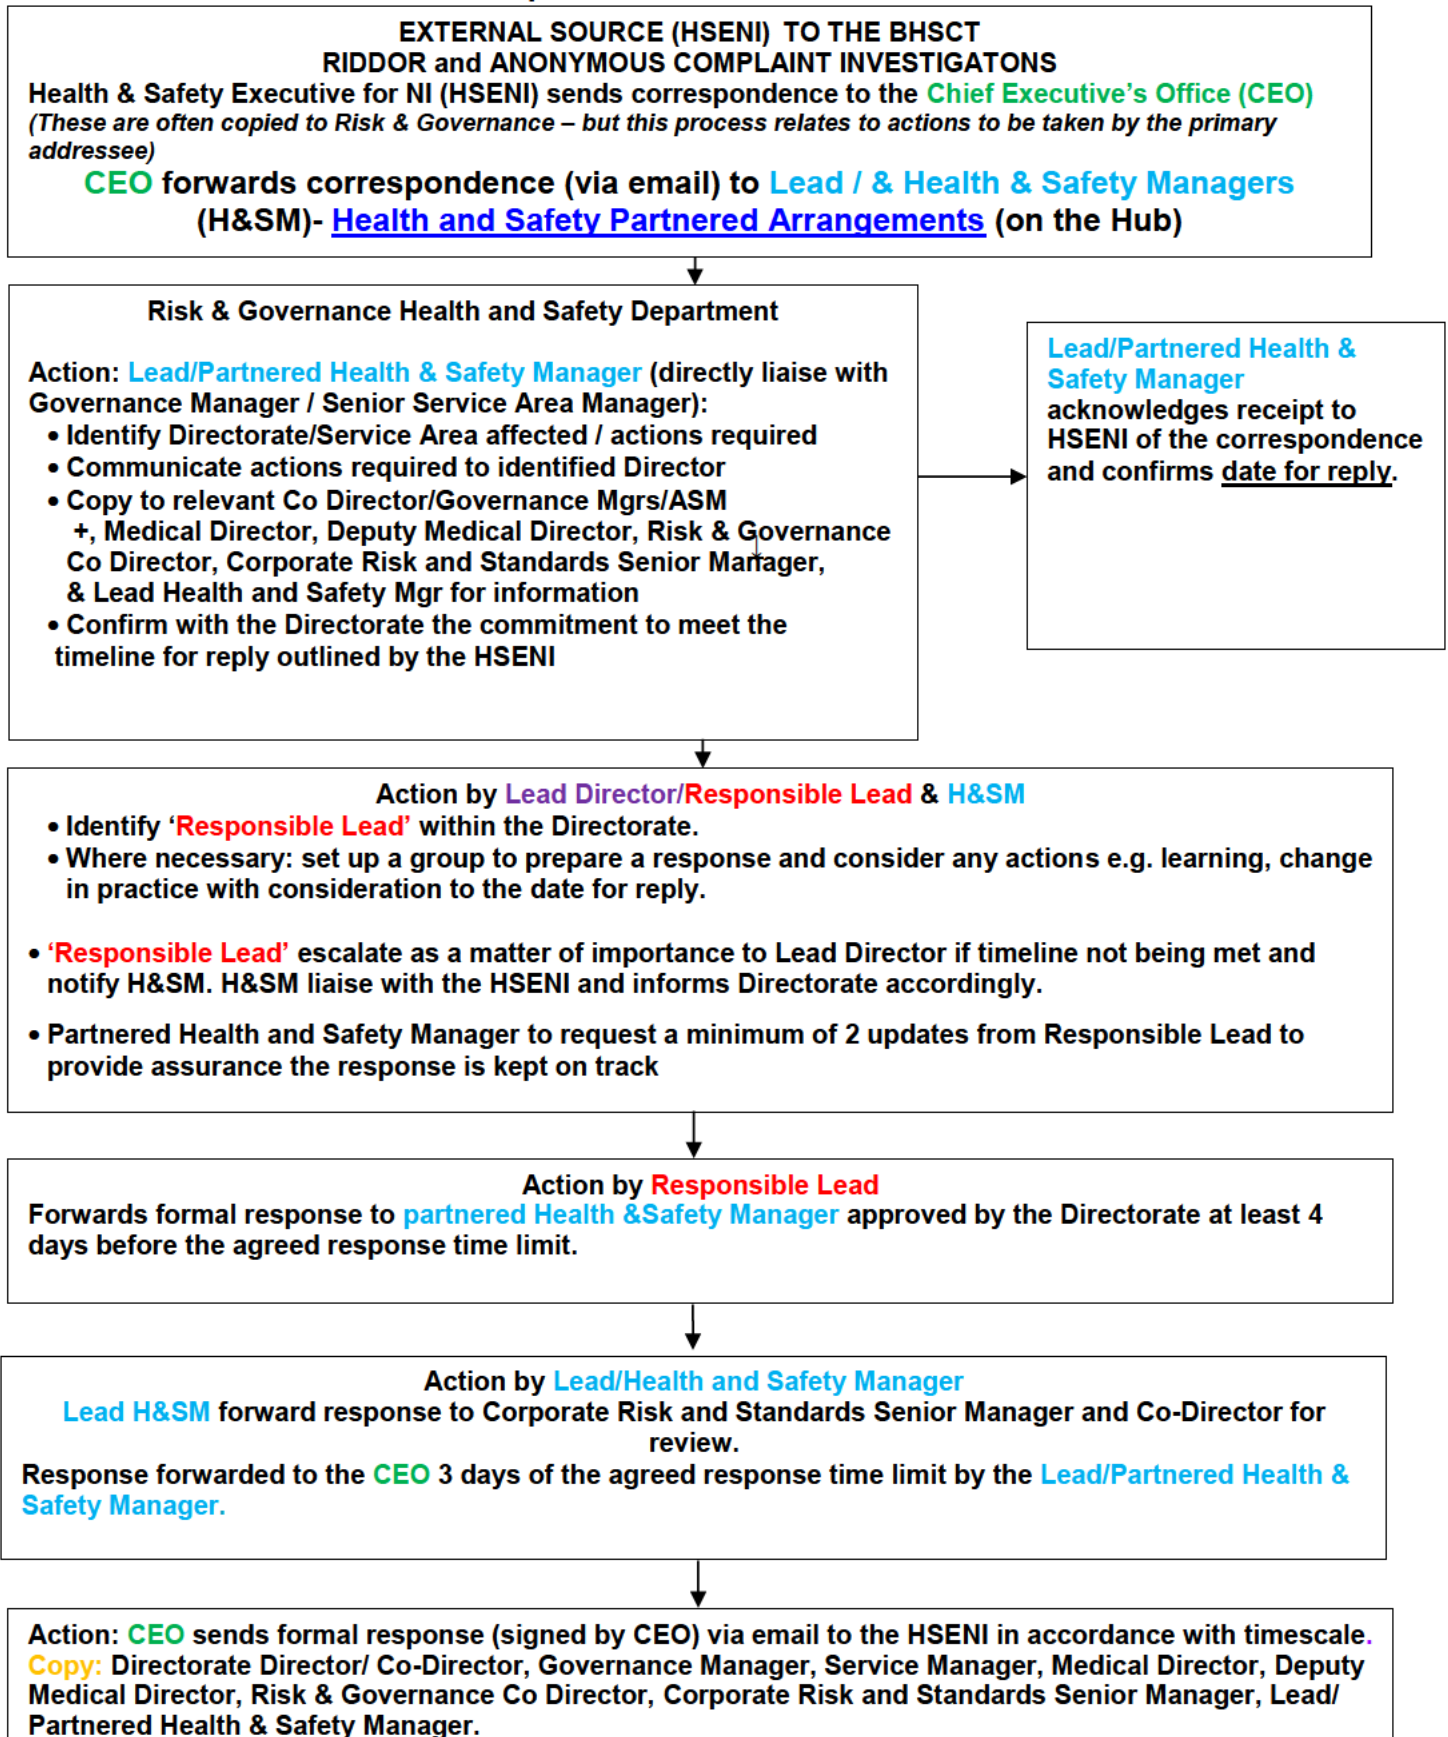 EXTERNAL SOURCE (HSENI) TO THE BHSCT
RIDDOR and ANONYMOUS COMPLAINT INVESTIGATONS
Health & Safety Executive for NI (HSENI) sends correspondence to the Chief Executive's Office (CEO)
(These are often copied to Risk & Governance – but this process relates to actions to be taken by the primary
addressee)
CEO forwards correspondence (via email) to Lead / & Health & Safety Managers
(H&SM)- Health and Safety Partnered Arrangements (on the Hub)
Risk & Governance Health and Safety Department
Action: Lead/Partnered Health & Safety Manager (directly liaise with
Governance Manager / Senior Service Area Manager):
• Identify Directorate/Service Area affected / actions required
• Communicate actions required to identified Director
• Copy to relevant Co Director/Governance Mgrs/ASM
+, Medical Director, Deputy Medical Director, Risk & Governance
Co Director, Corporate Risk and Standards Senior Manager,
& Lead Health and Safety Mgr for information
• Confirm with the Directorate the commitment to meet the
timeline for reply outlined by the HSENI
Lead/Partnered Health &
Safety Manager
acknowledges receipt to
HSENI of the correspondence
and confirms date for reply.
Action by Lead Director/Responsible Lead & H&SM
• Identify ‘Responsible Lead’ within the Directorate.
• Where necessary: set up a group to prepare a response and consider any actions e.g. learning, change
in practice with consideration to the date for reply.
• ‘Responsible Lead’ escalate as a matter of importance to Lead Director if timeline not being met and
notify H&SM. H&SM liaise with the HSENI and informs Directorate accordingly.
• Partnered Health and Safety Manager to request a minimum of 2 updates from Responsible Lead to
provide assurance the response is kept on track
Action by Responsible Lead
Forwards formal response to partnered Health &Safety Manager approved by the Directorate at least 4
days before the agreed response time limit.
Action by Lead/Health and Safety Manager
Lead H&SM forward response to Corporate Risk and Standards Senior Manager and Co-Director for
review.
Response forwarded to the CEO 3 days of the agreed response time limit by the Lead/Partnered Health &
Safety Manager.
Action: CEO sends formal response (signed by CEO) via email to the HSENI in accordance with timescale.
Copy: Directorate Director/ Co-Director, Governance Manager, Service Manager, Medical Director, Deputy
Medical Director, Risk & Governance Co Director, Corporate Risk and Standards Senior Manager, Lead/
Partnered Health & Safety Manager.